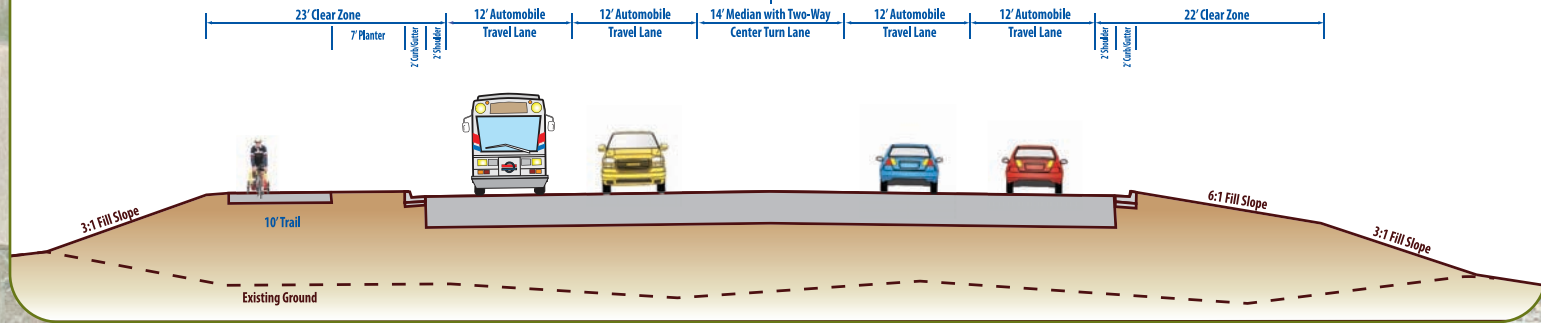 23' Clear Zone
12' Automobile
Travel Lane
12' Automobile
Travel Lane
14' Median with Two-Way
Center Turn Lane
12' Automobile
Travel Lane
12' Automobile
Travel Lane
22' Clear Zone
7' Planter
2' Curb/Gutter
2' Shoulder
2' Shoulder
2' Curb/Gutter
3:1 Fill Slope
10' Trail
6:1 Fill Slope
3:1 Fill Slope
Existing Ground